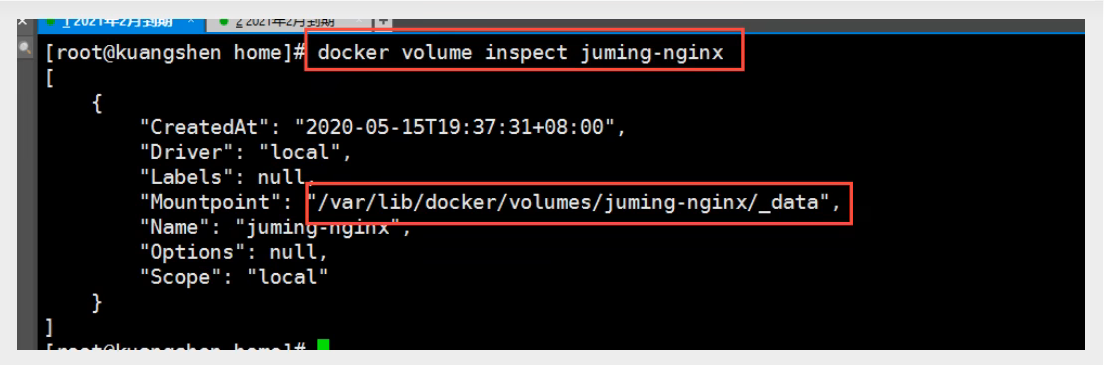 1 2021年2月到期 × 2 2021年2月到期 +
[root@kuangshen home]# docker volume inspect juming-nginx
[
    {
        "CreatedAt": "2020-05-15T19:37:31+08:00",
        "Driver": "local",
        "Labels": null,
        "Mountpoint": "/var/lib/docker/volumes/juming-nginx/_data",
        "Name": "juming-nginx",
        "Options": null,
        "Scope": "local"
    }
]
[root@kuangshen home]#